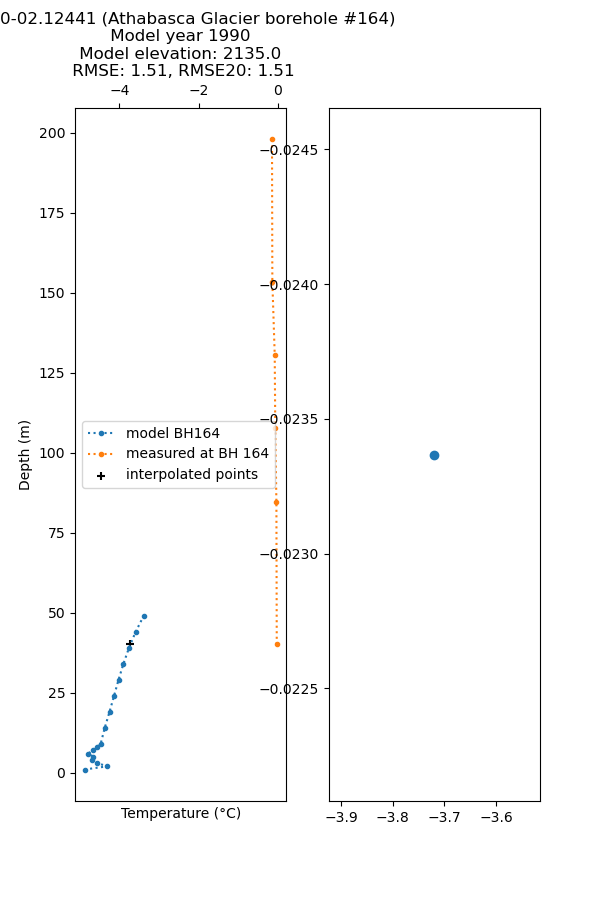 0-02.12441 (Athabasca Glacier borehole #164)
Model year 1990
Model elevation: 2135.0
RMSE: 1.51, RMSE20: 1.51
−4 −2 0
200
175
150
125
100
75
50
25
0
Depth (m)
model BH164
measured at BH 164
interpolated points
Temperature (°C)
−0.0245
−0.0240
−0.0235
−0.0230
−0.0225
−3.9 −3.8 −3.7 −3.6